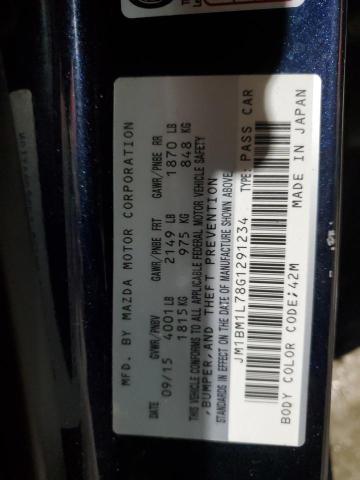 MFD. BY MAZDA MOTOR CORPORATION
DATE GVWR/PNBV GAWR/PNBE FRT GAWR/PNBE RR
09/15 4001 LB 2149 LB 1870 LB
1815 KG 975 KG 848 KG
THIS VEHICLE CONFORMS TO ALL APPLICABLE FEDERAL MOTOR VEHICLE SAFETY
,BUMPER, AND THEFT PREVENTION
STANDARDS IN EFFECT ON THE DATE OF MANUFACTURE SHOWN ABOVE.
JM1BM1L78G1291234 TYPE: PASS CAR
BODY COLOR CODE;42M MADE IN JAPAN